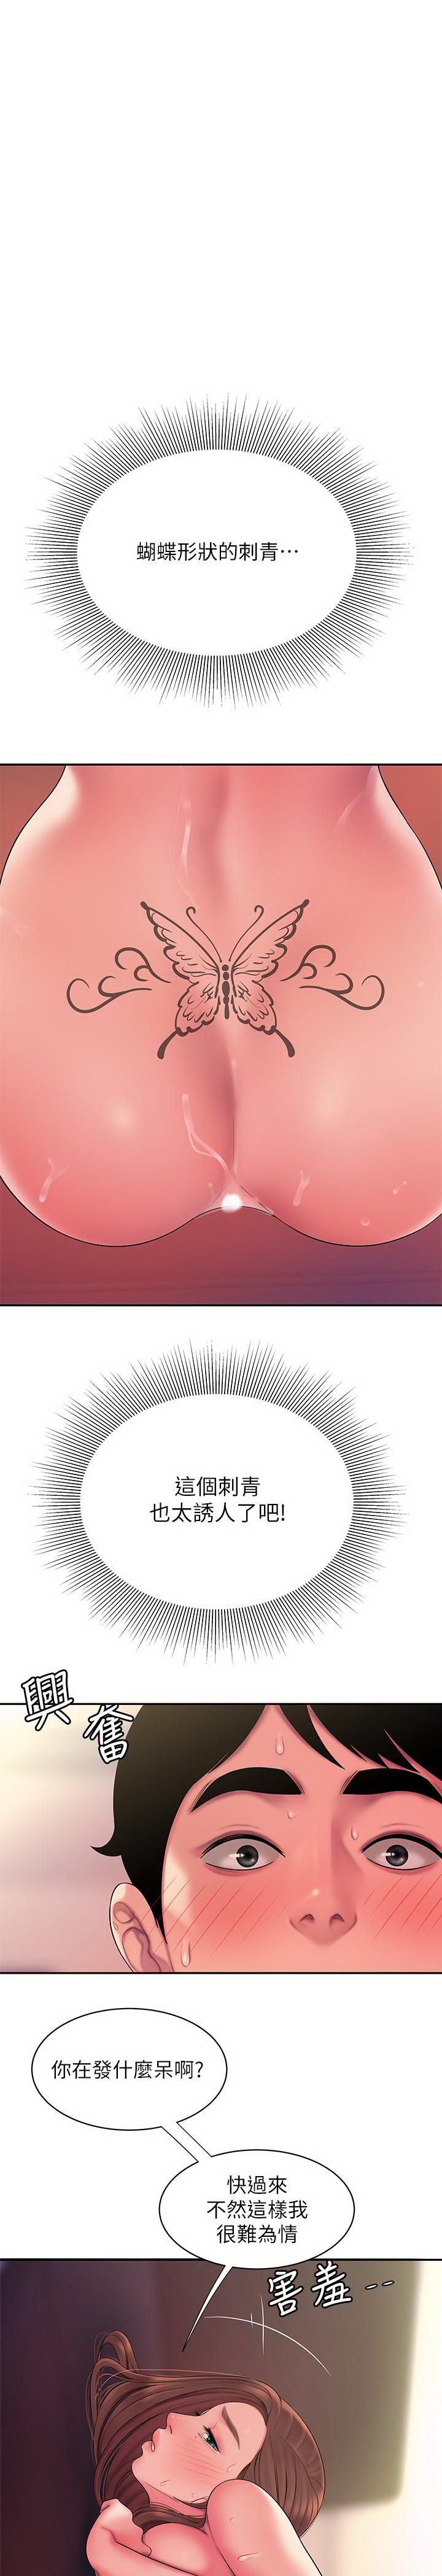 蝴蝶形狀的刺青⋯
這個刺青
也太誘人了吧!
興奮
你在發什麼呆啊?
快過來
不然這樣我
很難為情
害羞--